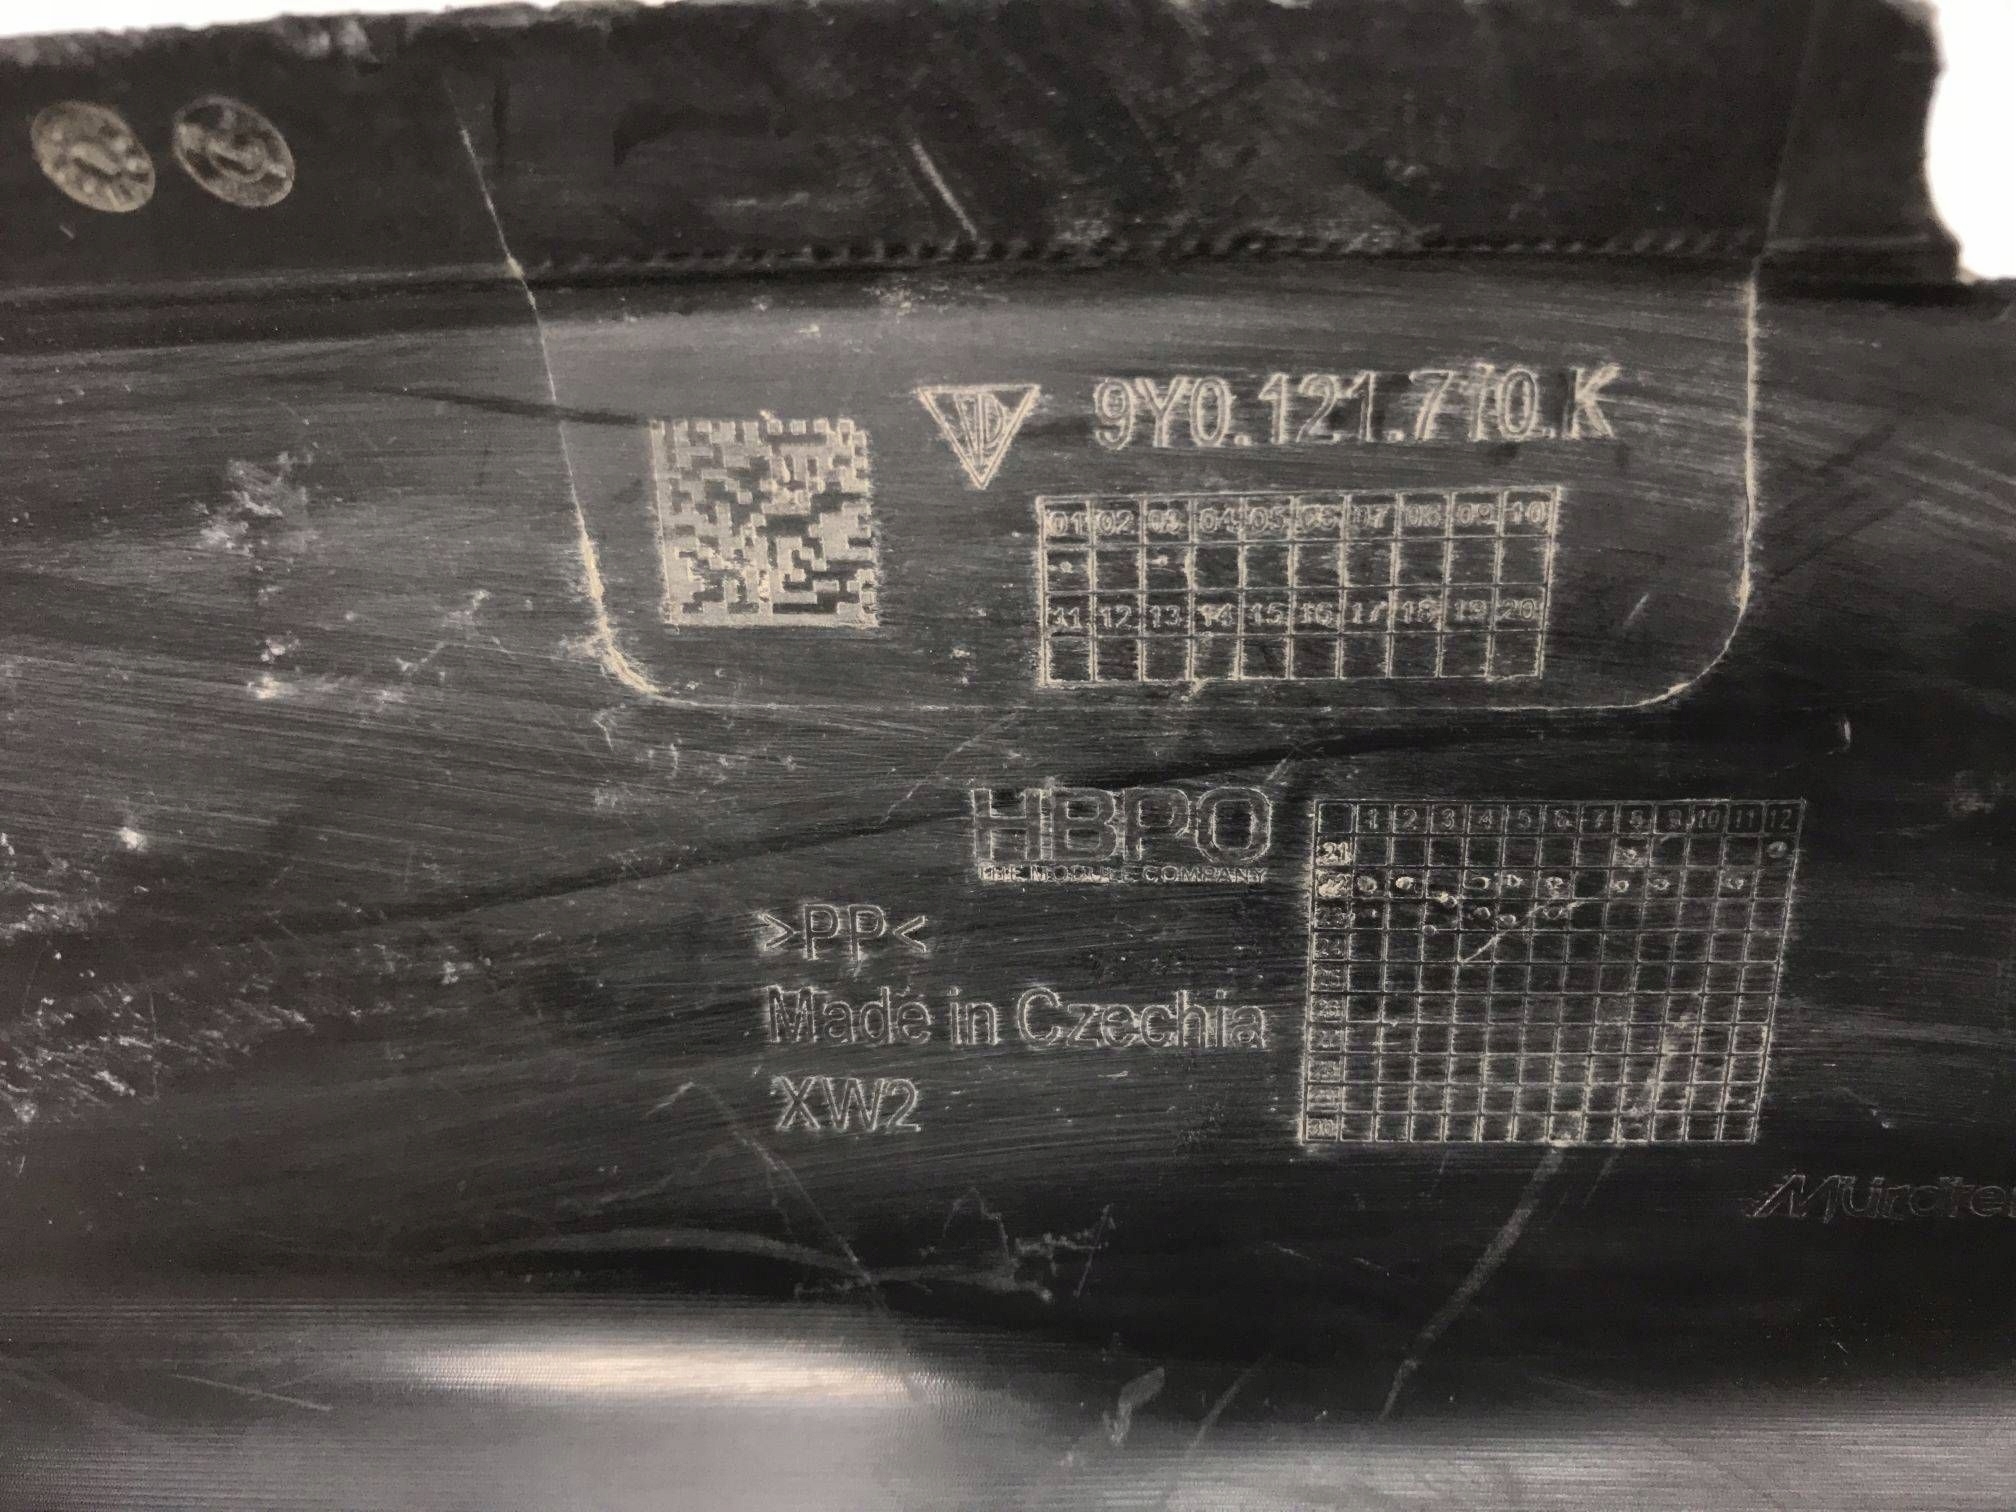 9Y0.121.710.K
01 02 03 04 05 06 07 08 09 10
11 12 13 14 15 16 17 18 19 20
HBPO
THE MODULE COMPANY
1 2 3 4 5 6 7 8 9 10 11 12
21
22
23
24
30
>PP<
Made in Czechia
XW2